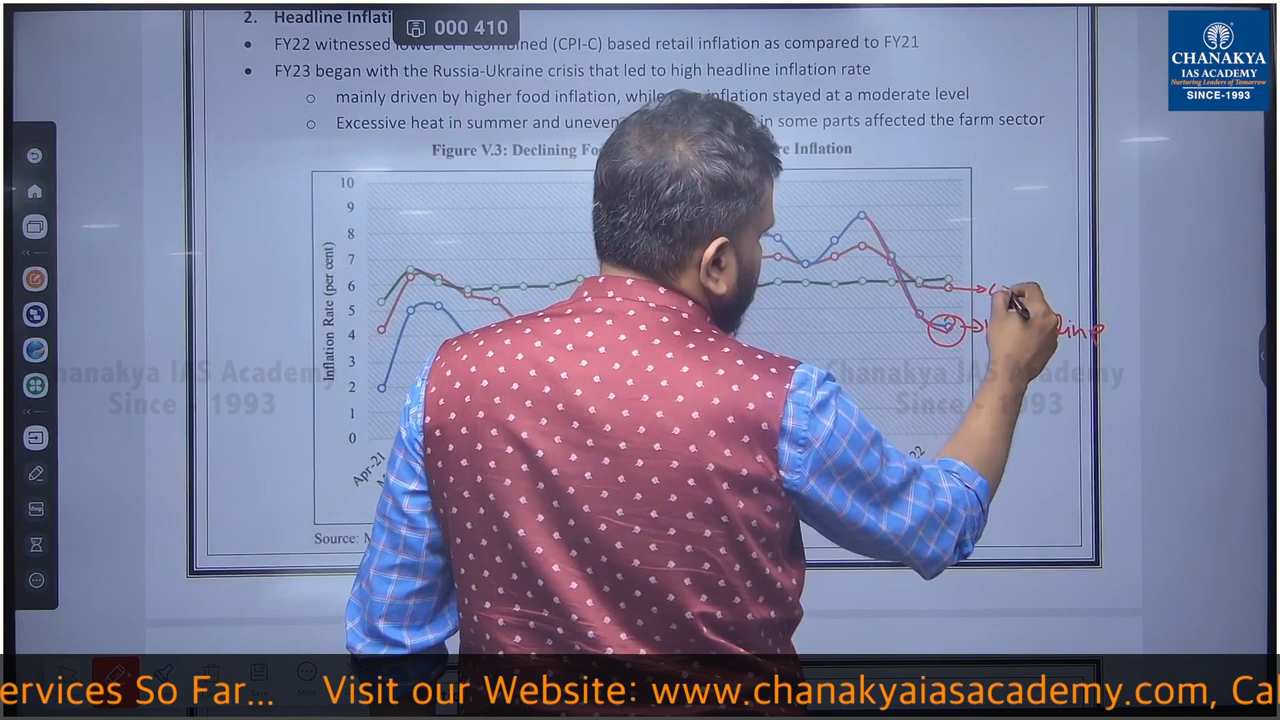 2. Headline Inflati
000 410
FY22 witnessed lower CPI Combined (CPI-C) based retail inflation as compared to FY21
FY23 began with the Russia-Ukrane crisis that led to high headline inflation rate
mainly driven by higher food inflation, while inflation stayed at a moderate level
Excessive heat in summer and uneven in some parts affected the farm sector
Figure V.3: Declining Fo re Inflation
10
9
8
7
6
5
4
3
2
1
0
Inflation Rate (per cent)
Apr-21
22
Source: M
CHANAKYA
IAS ACADEMY
Nurturing Leaders of Tomorrow
SINCE-1993
Chanakya IAS Academy
Since - 1993
Chanakya IAS Academy
Since - 1993
Save
More
ervices So Far... Visit our Website: www.chanakyaiasacademy.com, Cal